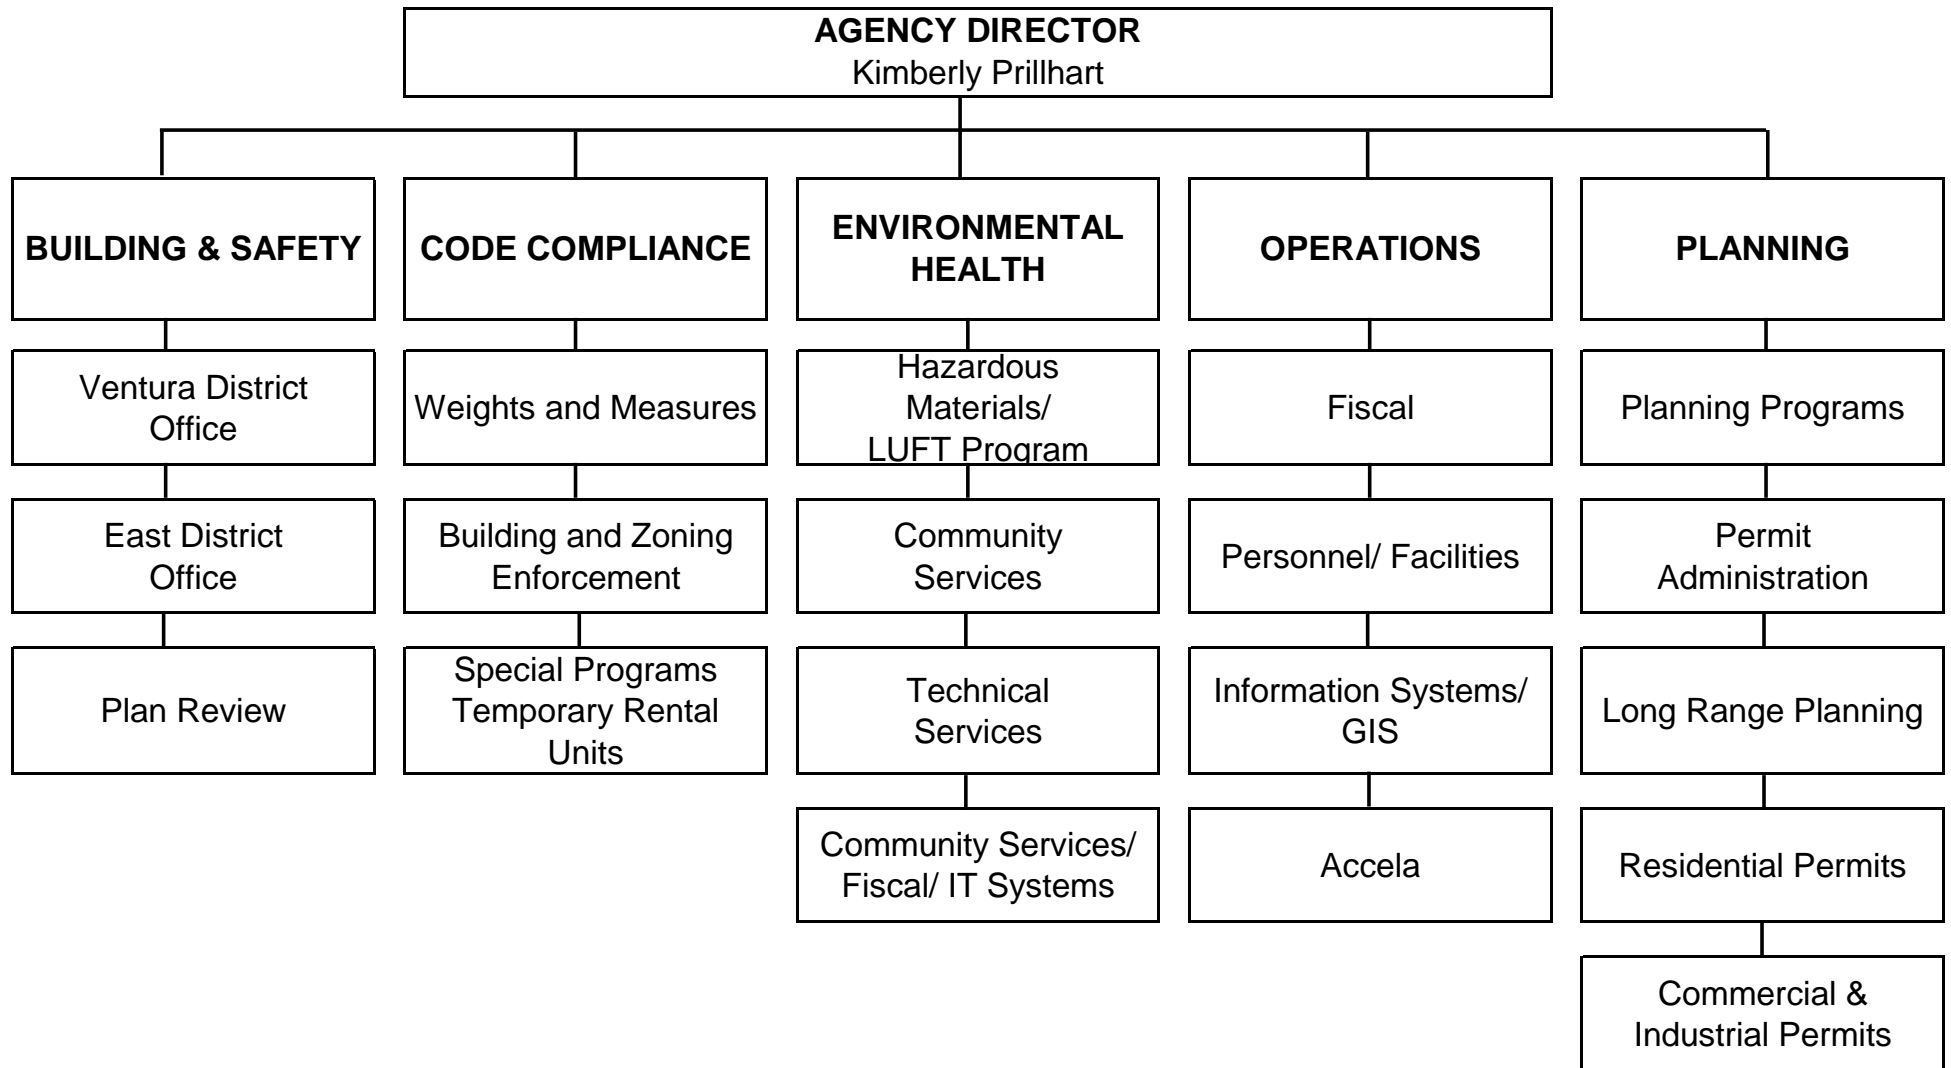 AGENCY DIRECTOR
Kimberly Prillhart
BUILDING & SAFETY
CODE COMPLIANCE
ENVIRONMENTAL
HEALTH
OPERATIONS
PLANNING
Ventura District
Office
Weights and Measures
Hazardous
Materials/
LUFT Program
Fiscal
Planning Programs
East District
Office
Building and Zoning
Enforcement
Community
Services
Personnel/ Facilities
Permit
Administration
Plan Review
Special Programs
Temporary Rental
Units
Technical
Services
Information Systems/
GIS
Long Range Planning
Community Services/
Fiscal/ IT Systems
Accela
Residential Permits
Commercial &
Industrial Permits